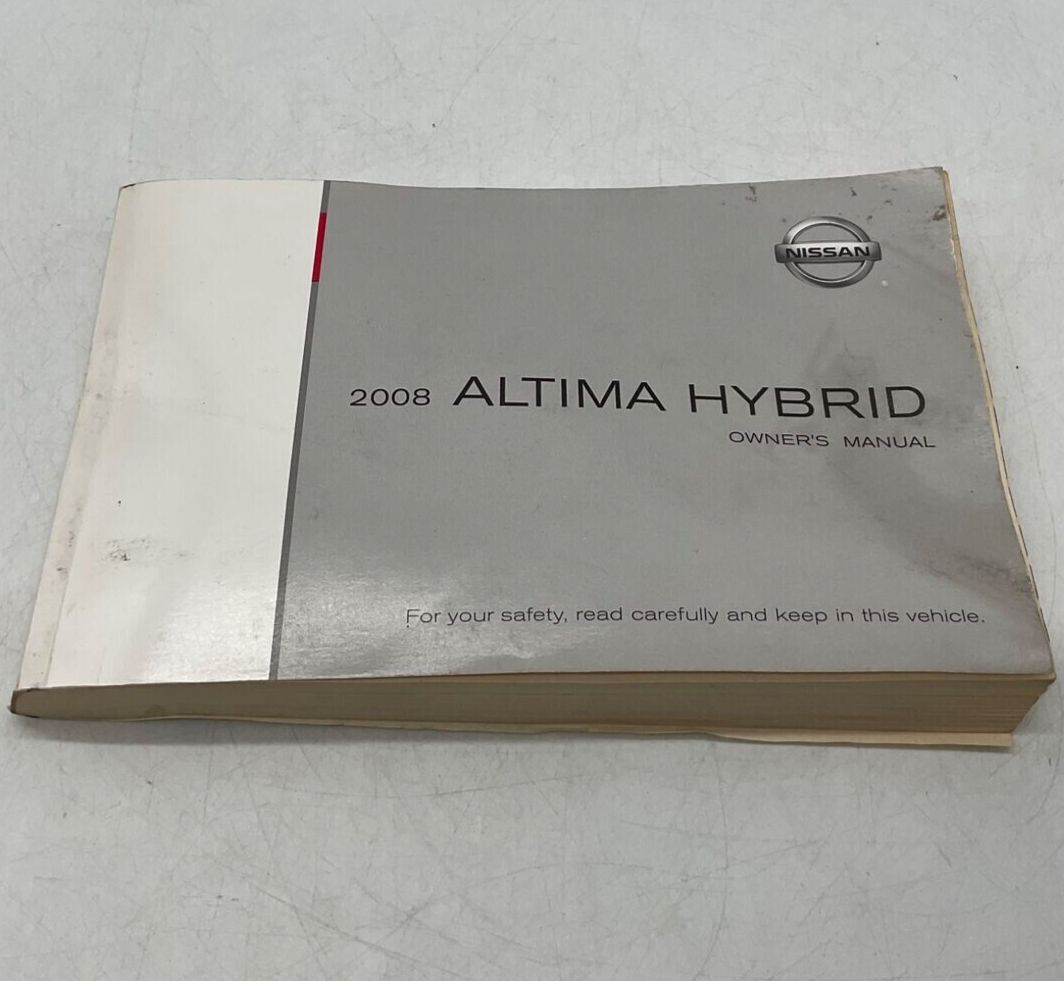 NISSAN
2008 ALTIMA HYBRID
OWNER'S MANUAL
For your safety, read carefully and keep in this vehicle.